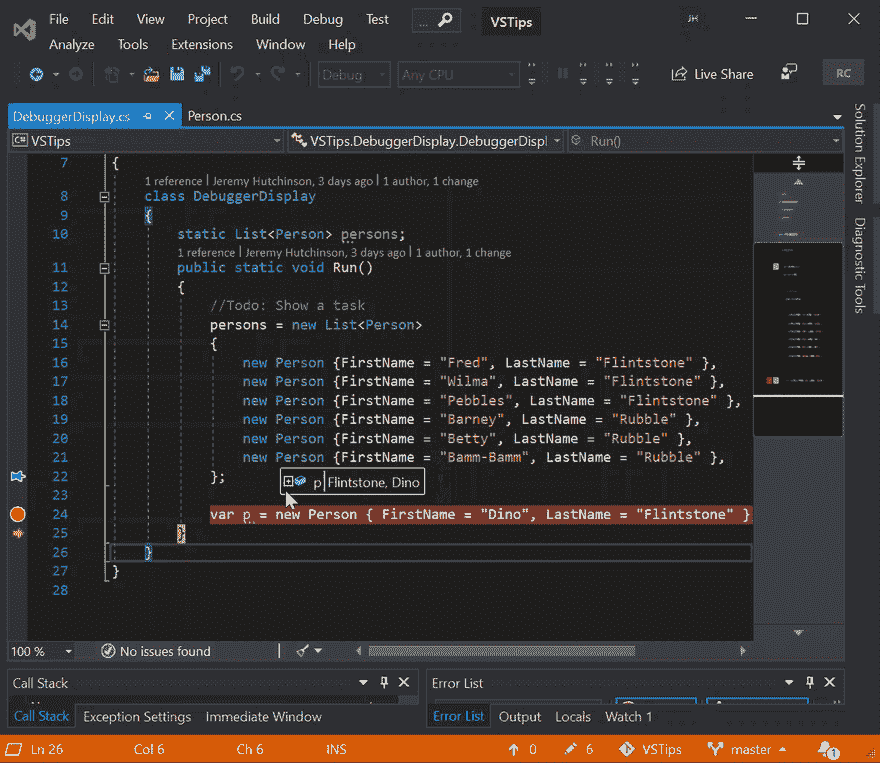 File Edit View Project Build Debug Test ... VSTips JH
Analyze Tools Extensions Window Help
Debug Any CPU Live Share RC
DebuggerDisplay.cs Person.cs
C# VSTips VSTips.DebuggerDisplay.DebuggerDispl Run()
7 {
1 reference | Jeremy Hutchinson, 3 days ago | 1 author, 1 change
8 class DebuggerDisplay
9 {
10 static List<Person> persons;
1 reference | Jeremy Hutchinson, 3 days ago | 1 author, 1 change
11 public static void Run()
12 {
13 //Todo: Show a task
14 persons = new List<Person>
15 {
16 new Person {FirstName = "Fred", LastName = "Flintstone" },
17 new Person {FirstName = "Wilma", LastName = "Flintstone" },
18 new Person {FirstName = "Pebbles", LastName = "Flintstone" },
19 new Person {FirstName = "Barney", LastName = "Rubble" },
20 new Person {FirstName = "Betty", LastName = "Rubble" },
21 new Person {FirstName = "Bamm-Bamm", LastName = "Rubble" },
22 };
p Flintstone, Dino
23
24 var p = new Person { FirstName = "Dino", LastName = "Flintstone" }
25 }
26 }
27 }
28
Solution Explorer
Diagnostic Tools
100 % No issues found
Call Stack
Error List
Call Stack Exception Settings Immediate Window
Error List Output Locals Watch 1
Ln 26 Col 6 Ch 6 INS 0 6 VSTips master 1